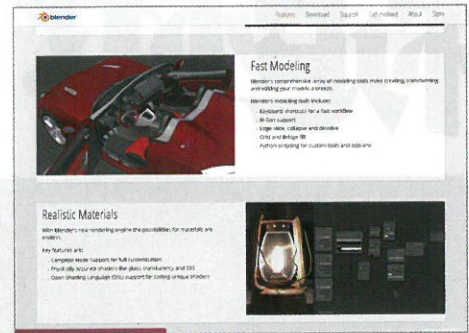 blender
Features Download Support Get Involved About Store
Fast Modeling
Blender's comprehensive array of modeling tools make creating, transforming
and editing your models a breeze.
Blender's modeling tools include:
- Keyboard shortcuts for a fast workflow
- N-Gon support
- Edge slide, collapse and dissolve
- Grid and Bridge fill
- Python scripting for custom tools and add-ons
Realistic Materials
With Blender's new rendering engine the possibilities for materials are
endless.
Key features are:
- Complete Node Support for full customization
- Physically accurate shaders like glass, translucency and SSS
- Open Shading Language (OSL) support for coding unique shaders